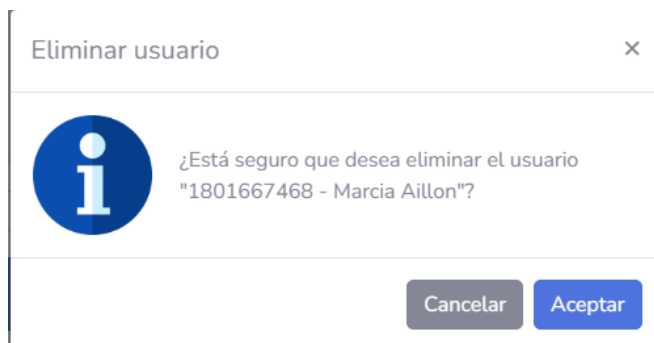 Eliminar usuario
×
¿Está seguro que desea eliminar el usuario
"1801667468 - Marcia Aillon"?
Cancelar Aceptar